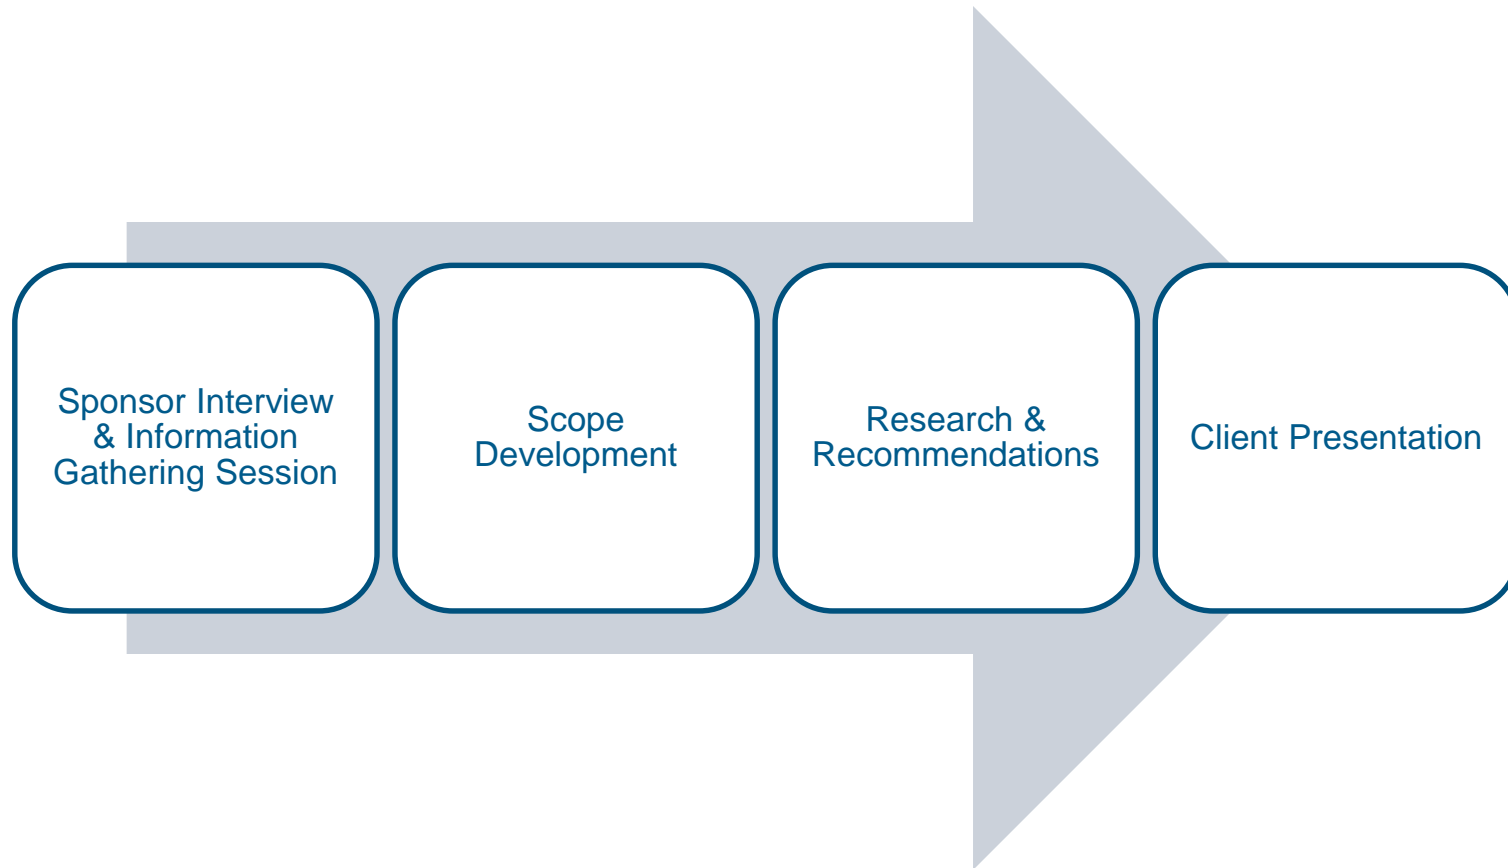 Sponsor Interview
& Information
Gathering Session
Scope
Development
Research &
Recommendations
Client Presentation